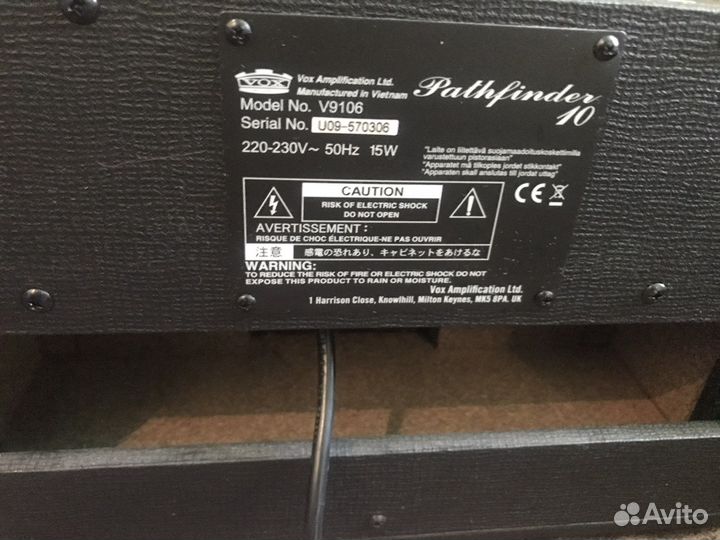 VOX
Vox Amplification Ltd.
Manufactured in Vietnam
Pathfinder
10
Model No. V9106
Serial No. U09-570306
220-230V~ 50Hz 15W
"Laite on liitettävä suojamaadoituskoskettimilla
varustettuun pistorasiaan"
"Apparatet må tilkoples jordet stikkontakt"
"Apparaten skall anslutas till jordat uttag"
CAUTION
RISK OF ELECTRIC SHOCK
DO NOT OPEN
CE
AVERTISSEMENT:
RISQUE DE CHOC ÉLECTRIQUE-NE PAS OUVRIR
注意 感電の恐れあり、キャビネットをあけるな
WARNING:
TO REDUCE THE RISK OF FIRE OR ELECTRIC SHOCK DO NOT
EXPOSE THIS PRODUCT TO RAIN OR MOISTURE.
Vox Amplification Ltd.
1 Harrison Close, Knowlhill, Milton Keynes, MK5 8PA. UK
Avito